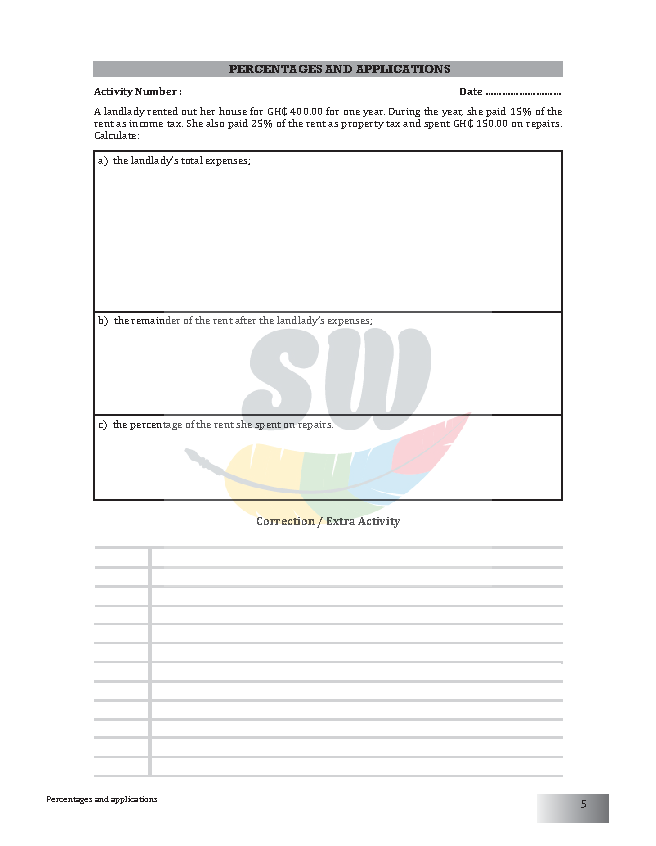 PERCENTAGES AND APPLICATIONS
Activity Number :
Date ............................
A landlady rented out her house for GH₵ 400.00 for one year. During the year, she paid 15% of the
rent as income tax. She also paid 25% of the rent as property tax and spent GH₵ 150.00 on repairs.
Calculate:
a) the landlady's total expenses;
b) the remainder of the rent after the landlady's expenses;
SW
c) the percentage of the rent she spent on repairs.
Correction / Extra Activity
Percentages and applications
5